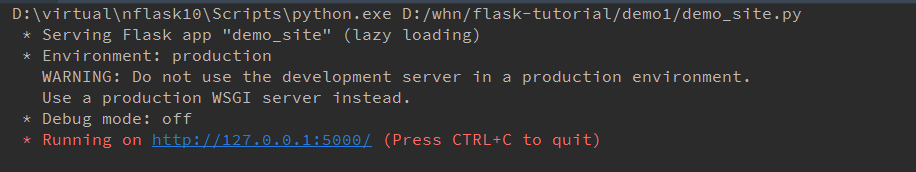 D:\virtual\nflask10\Scripts\python.exe D:/whn/flask-tutorial/demo1/demo_site.py
* Serving Flask app "demo_site" (lazy loading)
* Environment: production
WARNING: Do not use the development server in a production environment.
Use a production WSGI server instead.
* Debug mode: off
* Running on http://127.0.0.1:5000/ (Press CTRL+C to quit)